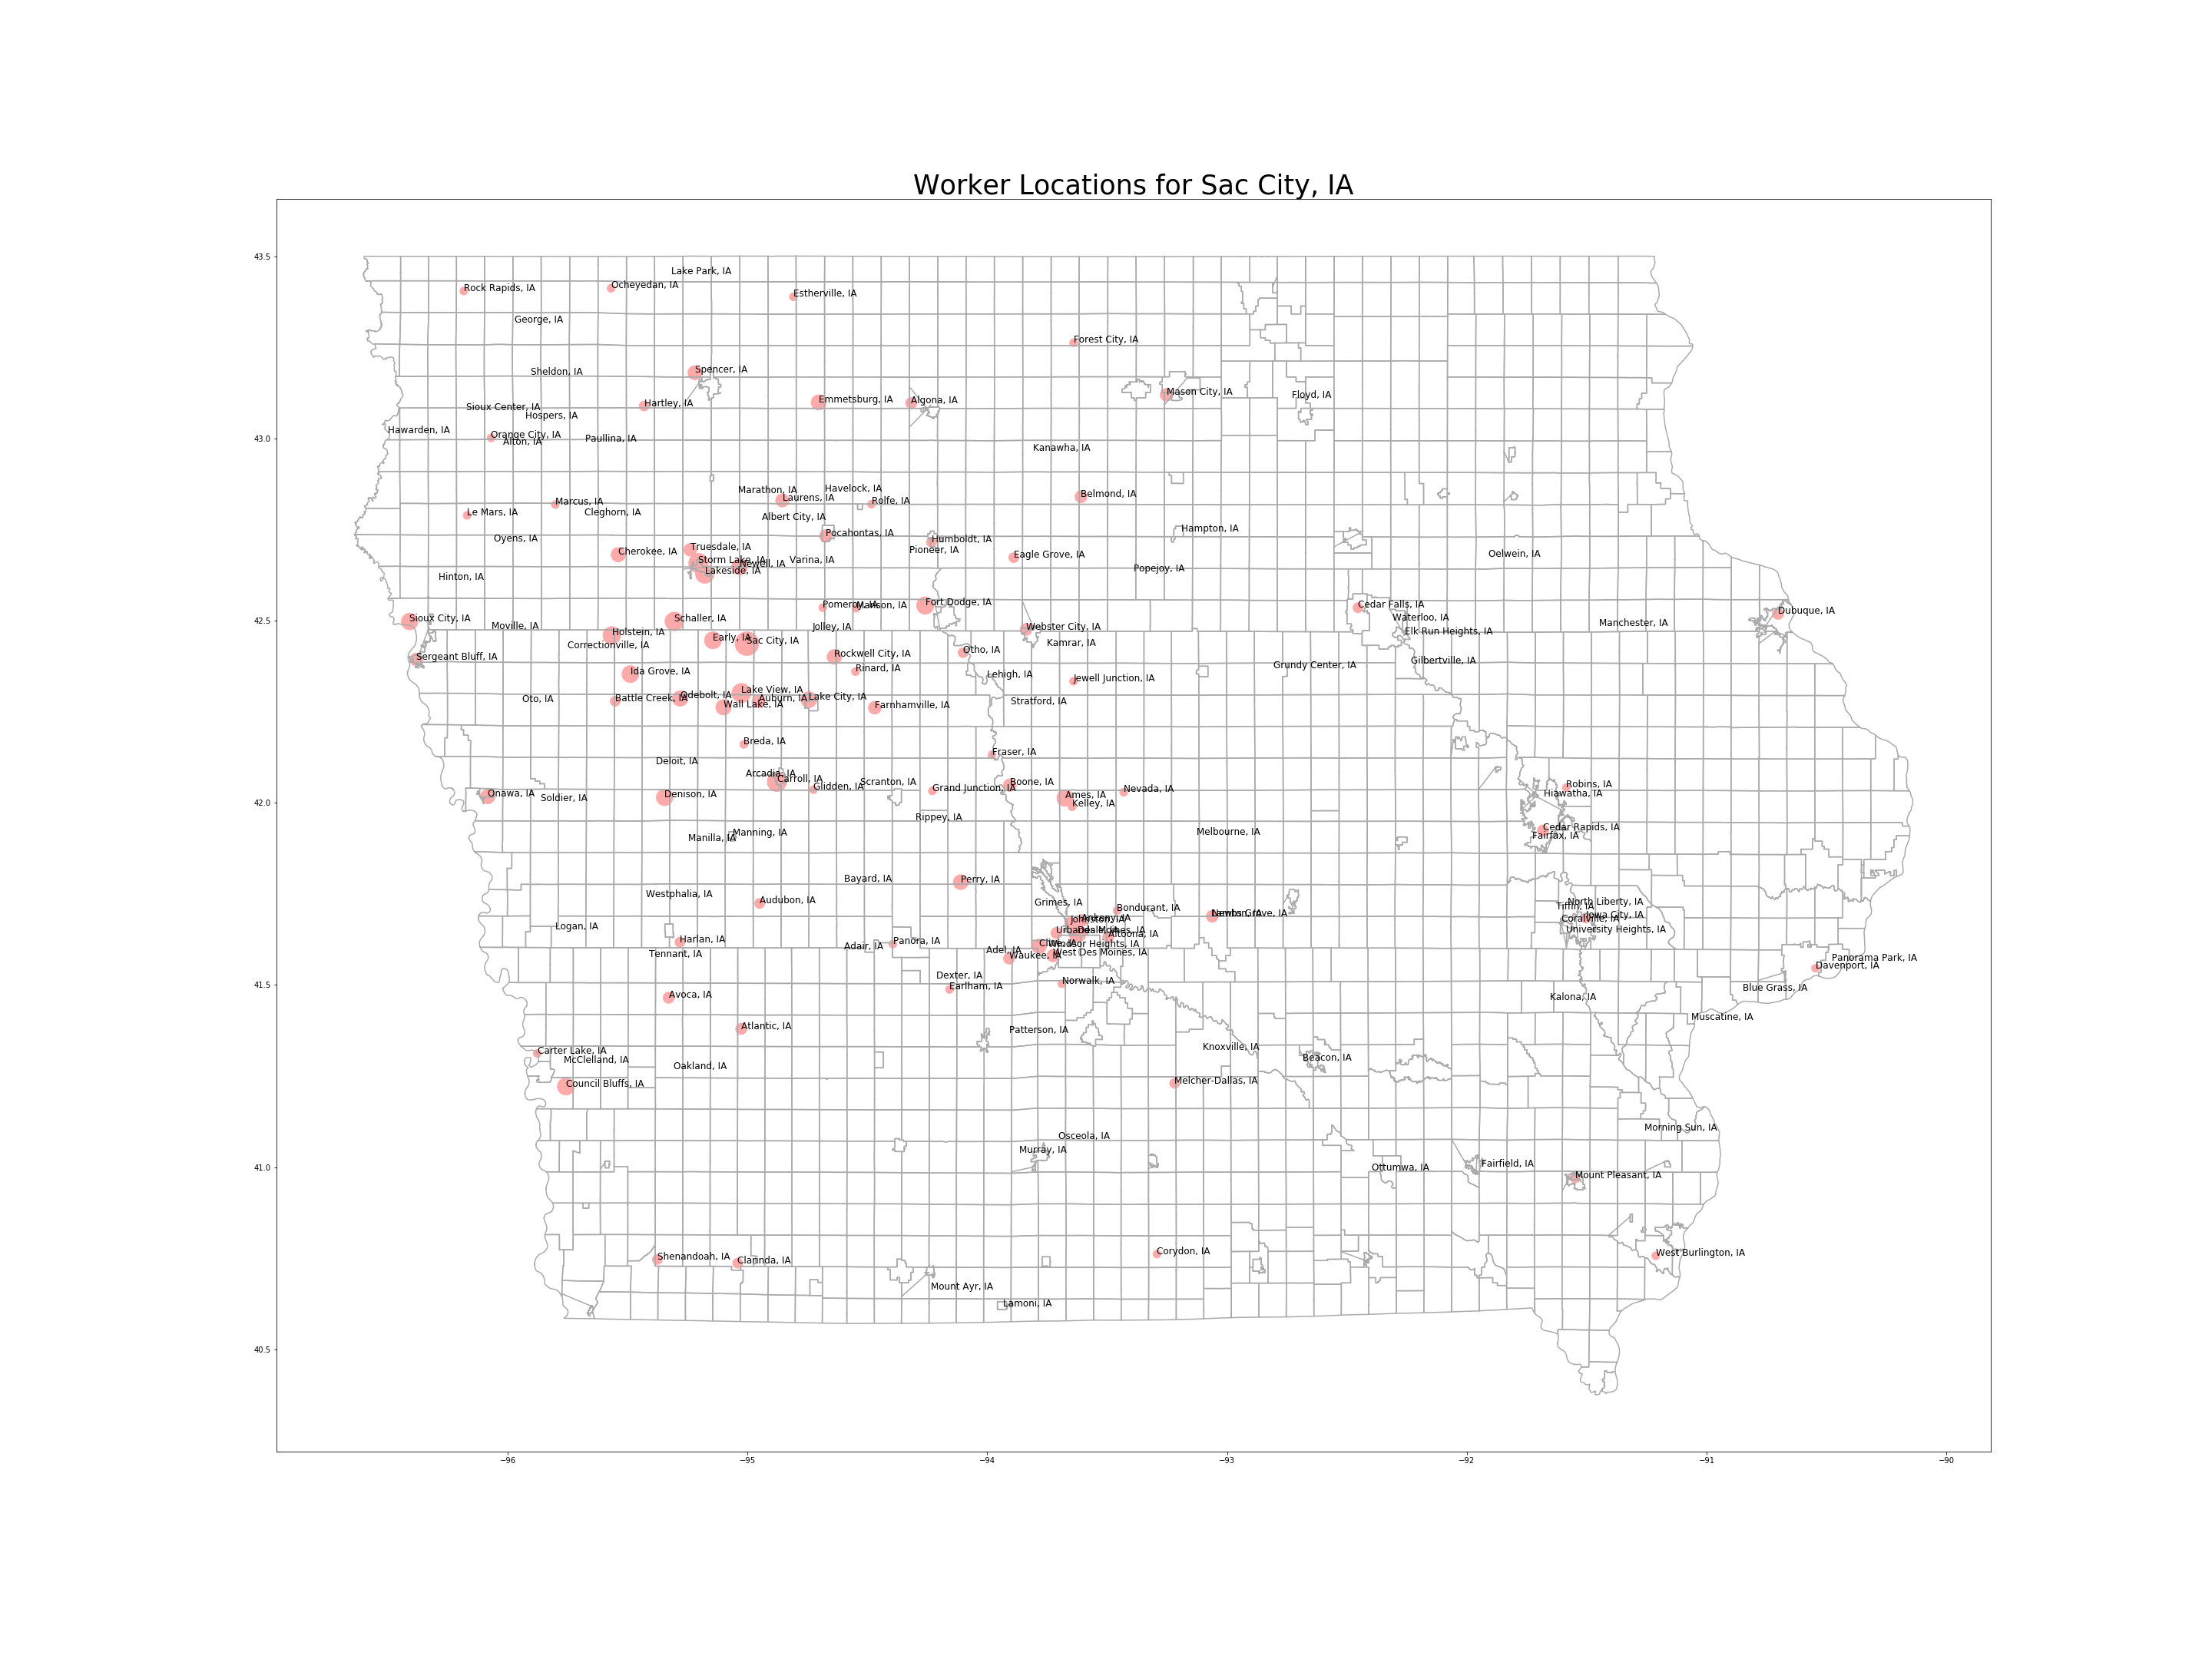 Worker Locations for Sac City, IA
43.5
Lake Park, IA
Rock Rapids, IA
Ocheyedan, IA
Estherville, IA
George, IA
Forest City, IA
Sheldon, IA
Spencer, IA
Mason City, IA
Floyd, IA
Sioux Center, IA
Hartley, IA
Emmetsburg, IA
Algona, IA
Hospers, IA
Hawarden, IA
43.0
Orange City, IA
Alton, IA
Paullina, IA
Kanawha, IA
Marathon, IA
Havelock, IA
Laurens, IA
Rolfe, IA
Belmond, IA
Marcus, IA
Le Mars, IA
Cleghorn, IA
Albert City, IA
Hampton, IA
Pocahontas, IA
Oyens, IA
Humboldt, IA
Truesdale, IA
Pioneer, IA
Cherokee, IA
Eagle Grove, IA
Oelwein, IA
Storm Lake, IA
Newell, IA
Varina, IA
Lakeside, IA
Popejoy, IA
Hinton, IA
Pomeroy, IA
Manson, IA
Fort Dodge, IA
Cedar Falls, IA
Dubuque, IA
42.5
Sioux City, IA
Schaller, IA
Waterloo, IA
Moville, IA
Jolley, IA
Webster City, IA
Manchester, IA
Holstein, IA
Elk Run Heights, IA
Early, IA
Sac City, IA
Correctionville, IA
Kamrar, IA
Otho, IA
Sergeant Bluff, IA
Rockwell City, IA
Gilbertville, IA
Ida Grove, IA
Rinard, IA
Grundy Center, IA
Lehigh, IA
Jewell Junction, IA
Lake View, IA
Oto, IA
Battle Creek, IA
Odebolt, IA
Auburn, IA
Lake City, IA
Wall Lake, IA
Farnhamville, IA
Stratford, IA
Breda, IA
Fraser, IA
Deloit, IA
Arcadia, IA
Carroll, IA
Glidden, IA
Scranton, IA
Grand Junction, IA
Boone, IA
Nevada, IA
Robins, IA
Hiawatha, IA
42.0
Onawa, IA
Soldier, IA
Denison, IA
Ames, IA
Kelley, IA
Rippey, IA
Manning, IA
Manilla, IA
Melbourne, IA
Cedar Rapids, IA
Fairfax, IA
Bayard, IA
Perry, IA
Westphalia, IA
Audubon, IA
Grimes, IA
Bondurant, IA
North Liberty, IA
Tiffin, IA
Newton, IA
Lambs Grove, IA
Iowa City, IA
Ankeny, IA
Johnston, IA
Coralville, IA
Logan, IA
Urbandale, IA
Des Moines, IA
Altoona, IA
University Heights, IA
Harlan, IA
Panora, IA
Clive, IA
Windsor Heights, IA
Adair, IA
Adel, IA
Waukee, IA
West Des Moines, IA
Tennant, IA
Panorama Park, IA
Davenport, IA
41.5
Dexter, IA
Earlham, IA
Norwalk, IA
Blue Grass, IA
Avoca, IA
Kalona, IA
Muscatine, IA
Atlantic, IA
Patterson, IA
Carter Lake, IA
Knoxville, IA
McClelland, IA
Oakland, IA
Beacon, IA
Council Bluffs, IA
Melcher-Dallas, IA
Osceola, IA
Morning Sun, IA
Murray, IA
41.0
Ottumwa, IA
Fairfield, IA
Mount Pleasant, IA
Shenandoah, IA
Clarinda, IA
Corydon, IA
West Burlington, IA
Mount Ayr, IA
Lamoni, IA
40.5
−96
−95
−94
−93
−92
−91
−90